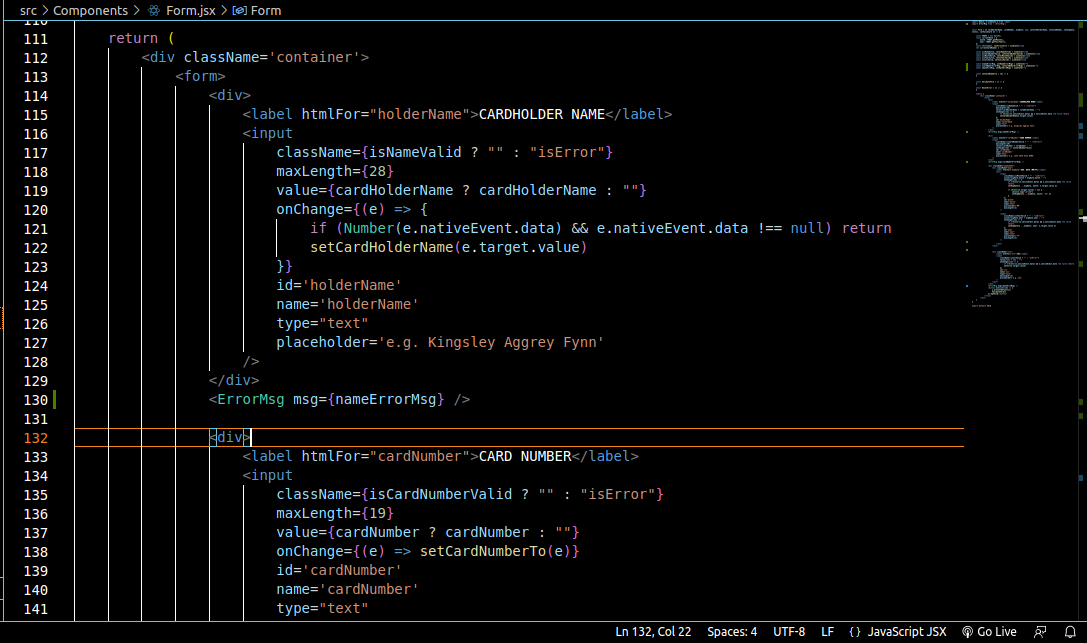 src > Components > Form.jsx > Form
110
111 return (
112 <div className='container'>
113 <form>
114 <div>
115 <label htmlFor="holderName">CARDHOLDER NAME</label>
116 <input
117 className={isNameValid ? "" : "isError"}
118 maxLength={28}
119 value={cardHolderName ? cardHolderName : ""}
120 onChange={(e) => {
121 if (Number(e.nativeEvent.data) && e.nativeEvent.data !== null) return
122 setCardHolderName(e.target.value)
123 }}
124 id='holderName'
125 name='holderName'
126 type="text"
127 placeholder='e.g. Kingsley Aggrey Fynn'
128 />
129 </div>
130 <ErrorMsg msg={nameErrorMsg} />
131
132 <div>
133 <label htmlFor="cardNumber">CARD NUMBER</label>
134 <input
135 className={isCardNumberValid ? "" : "isError"}
136 maxLength={19}
137 value={cardNumber ? cardNumber : ""}
138 onChange={(e) => setCardNumberTo(e)}
139 id='cardNumber'
140 name='cardNumber'
141 type="text"
Ln 132, Col 22 Spaces: 4 UTF-8 LF {} JavaScript JSX Go Live